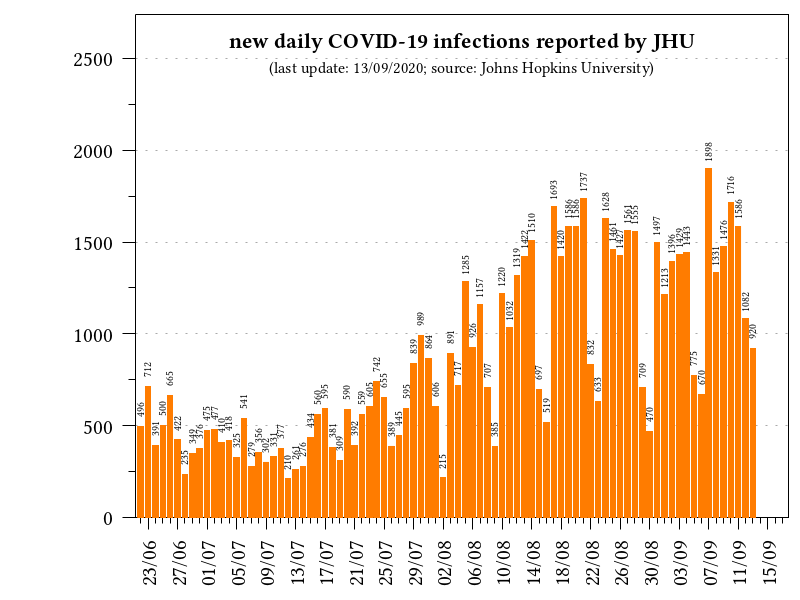 new daily COVID-19 infections reported by JHU
(last update: 13/09/2020; source: Johns Hopkins University)
2500
2000
1500
1000
500
0
496 712 391 500 665 422 235 349 376 475 477 410 418 325 541 279 356 302 331 377 210 261 276 434 560 595 381 309 590 392 559 605 742 655 389 445 595 839 989 864 606 215 891 717 1285 926 1157 707 385 1220 1032 1319 1422 1510 697 519 1693 1420 1586 1586 1737 832 633 1628 1461 1427 1561 1555 709 470 1497 1213 1396 1429 1443 775 670 1898 1331 1476 1716 1586 1082 920
23/06 27/06 01/07 05/07 09/07 13/07 17/07 21/07 25/07 29/07 02/08 06/08 10/08 14/08 18/08 22/08 26/08 30/08 03/09 07/09 11/09 15/09